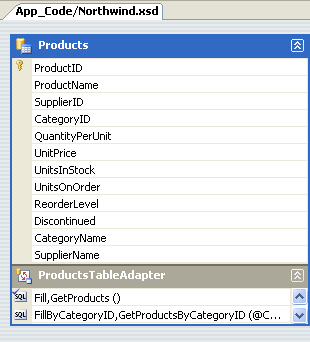 App_Code/Northwind.xsd
Products
ProductID
ProductName
SupplierID
CategoryID
QuantityPerUnit
UnitPrice
UnitsInStock
UnitsOnOrder
ReorderLevel
Discontinued
CategoryName
SupplierName
ProductsTableAdapter
SQL Fill,GetProducts ()
SQL FillByCategoryID,GetProductsByCategoryID (@C...